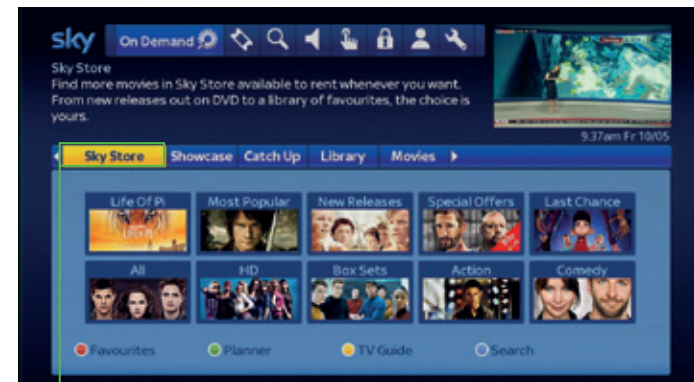 sky On Demand
Sky Store
Find more movies in Sky Store available to rent whenever you want.
From new releases out on DVD to a library of favourites, the choice is
yours.
9.37am Fr 10/05
Sky Store Showcase Catch Up Library Movies
Life Of Pi Most Popular New Releases Special Offers Last Chance
All HD Box Sets Action Comedy
Favourites Planner TV Guide Search